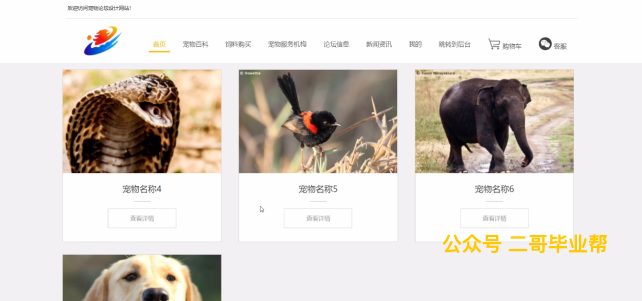 欢迎访问宠物论坛设计网站!
首页 宠物百科 饲料购买 宠物服务机构 论坛信息 新闻资讯 我的 跳转到后台 购物车 客服
宠物名称4 宠物名称5 宠物名称6
查看详情 查看详情 查看详情
公众号 二哥毕业帮